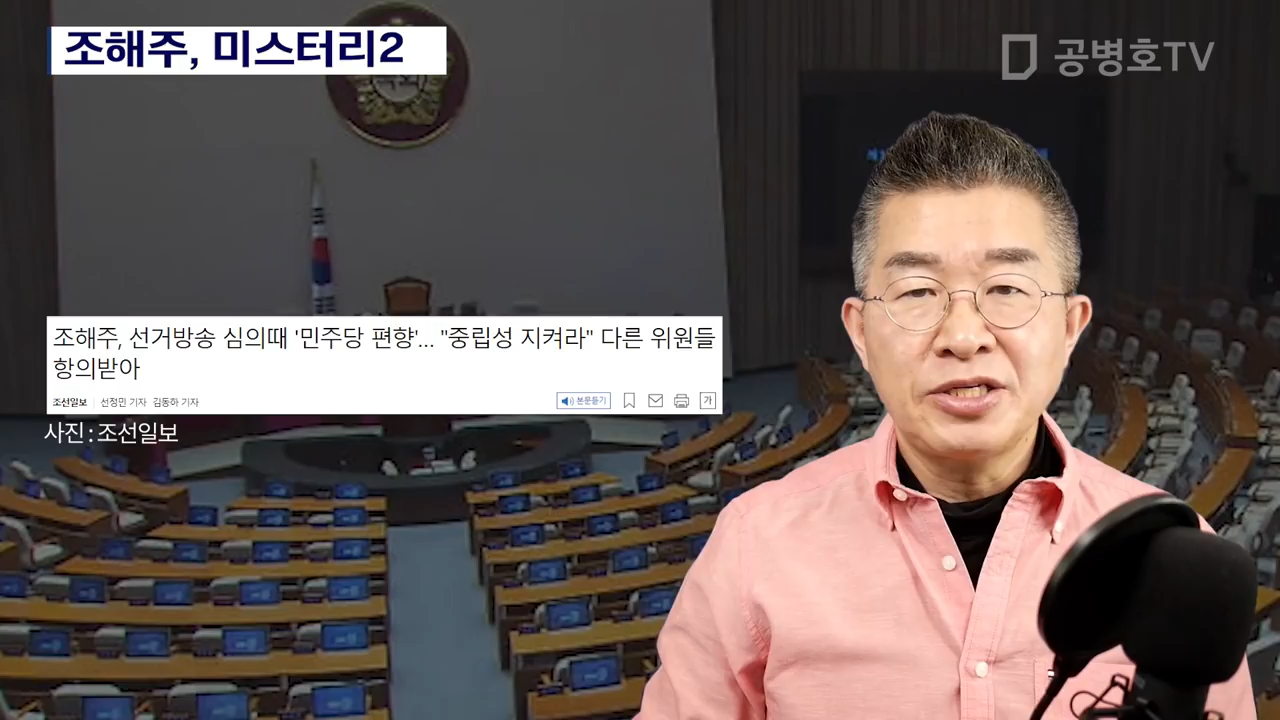 조해주, 미스터리2
공병호TV
조해주, 선거방송 심의때 '민주당 편향'... "중립성 지켜라" 다른 위원들
항의받아
조선일보 | 선정민 기자 김동하 기자
본문듣기
가
사진 : 조선일보